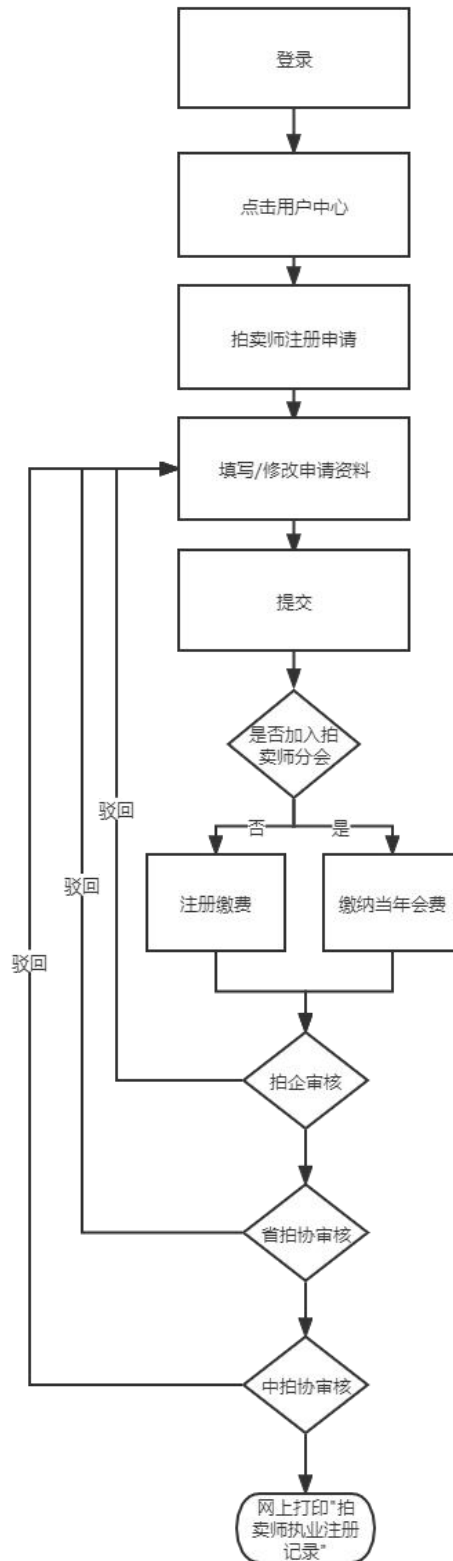 登录
点击用户中心
拍卖师注册申请
填写/修改申请资料
提交
是否加入拍
卖师分会
驳回
否
是
驳回
注册缴费
缴纳当年会费
驳回
拍企审核
省拍协审核
中拍协审核
网上打印"拍
卖师执业注册
记录"